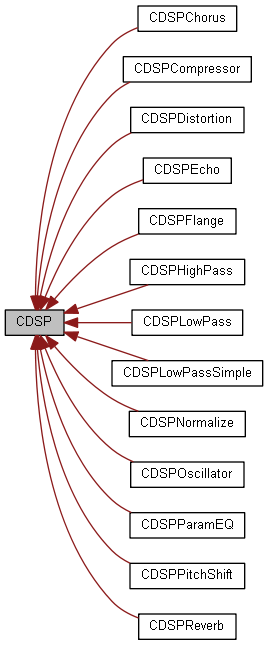 CDSPChorus
CDSPCompressor
CDSPDistortion
CDSPEcho
CDSPFlange
CDSPHighPass
CDSP
CDSPLowPass
CDSPLowPassSimple
CDSPNormalize
CDSPOscillator
CDSPParamEQ
CDSPPitchShift
CDSPReverb